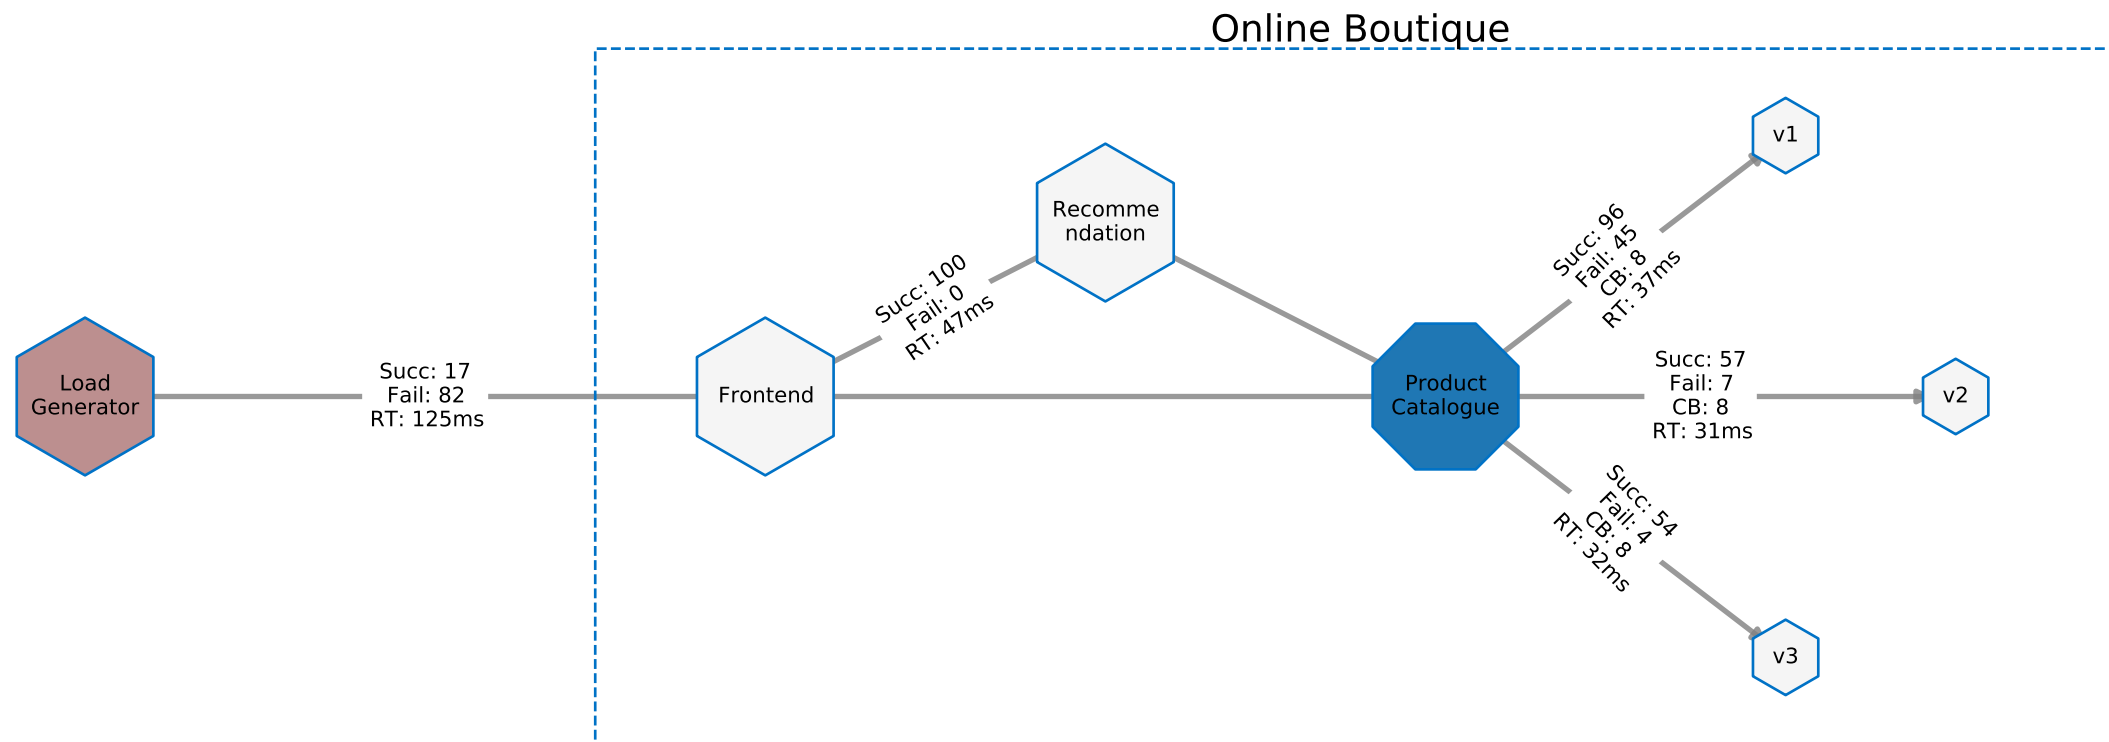 Online Boutique
Load
Generator
Succ: 17
Fail: 82
RT: 125ms
Frontend
Succ: 100
Fail: 0
RT: 47ms
Recomme
ndation
Product
Catalogue
Succ: 96
Fail: 45
CB: 8
RT: 37ms
v1
Succ: 57
Fail: 7
CB: 8
RT: 31ms
v2
Succ: 54
Fail: 4
CB: 8
RT: 32ms
v3